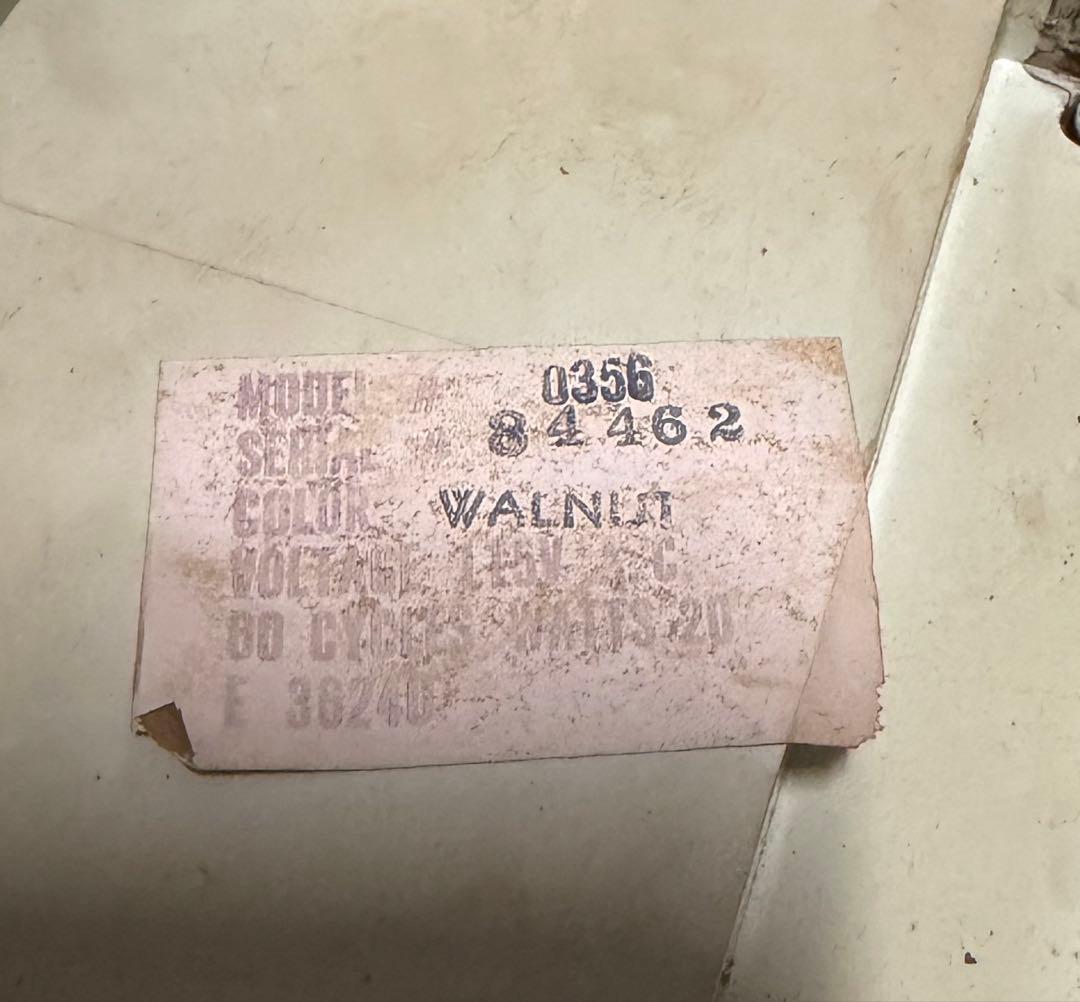 MODEL # 0356
SERIAL # 84462
COLOR WALNUT
VOLTAGE 115V C
60 CYCLES WATTS 20
E 36240